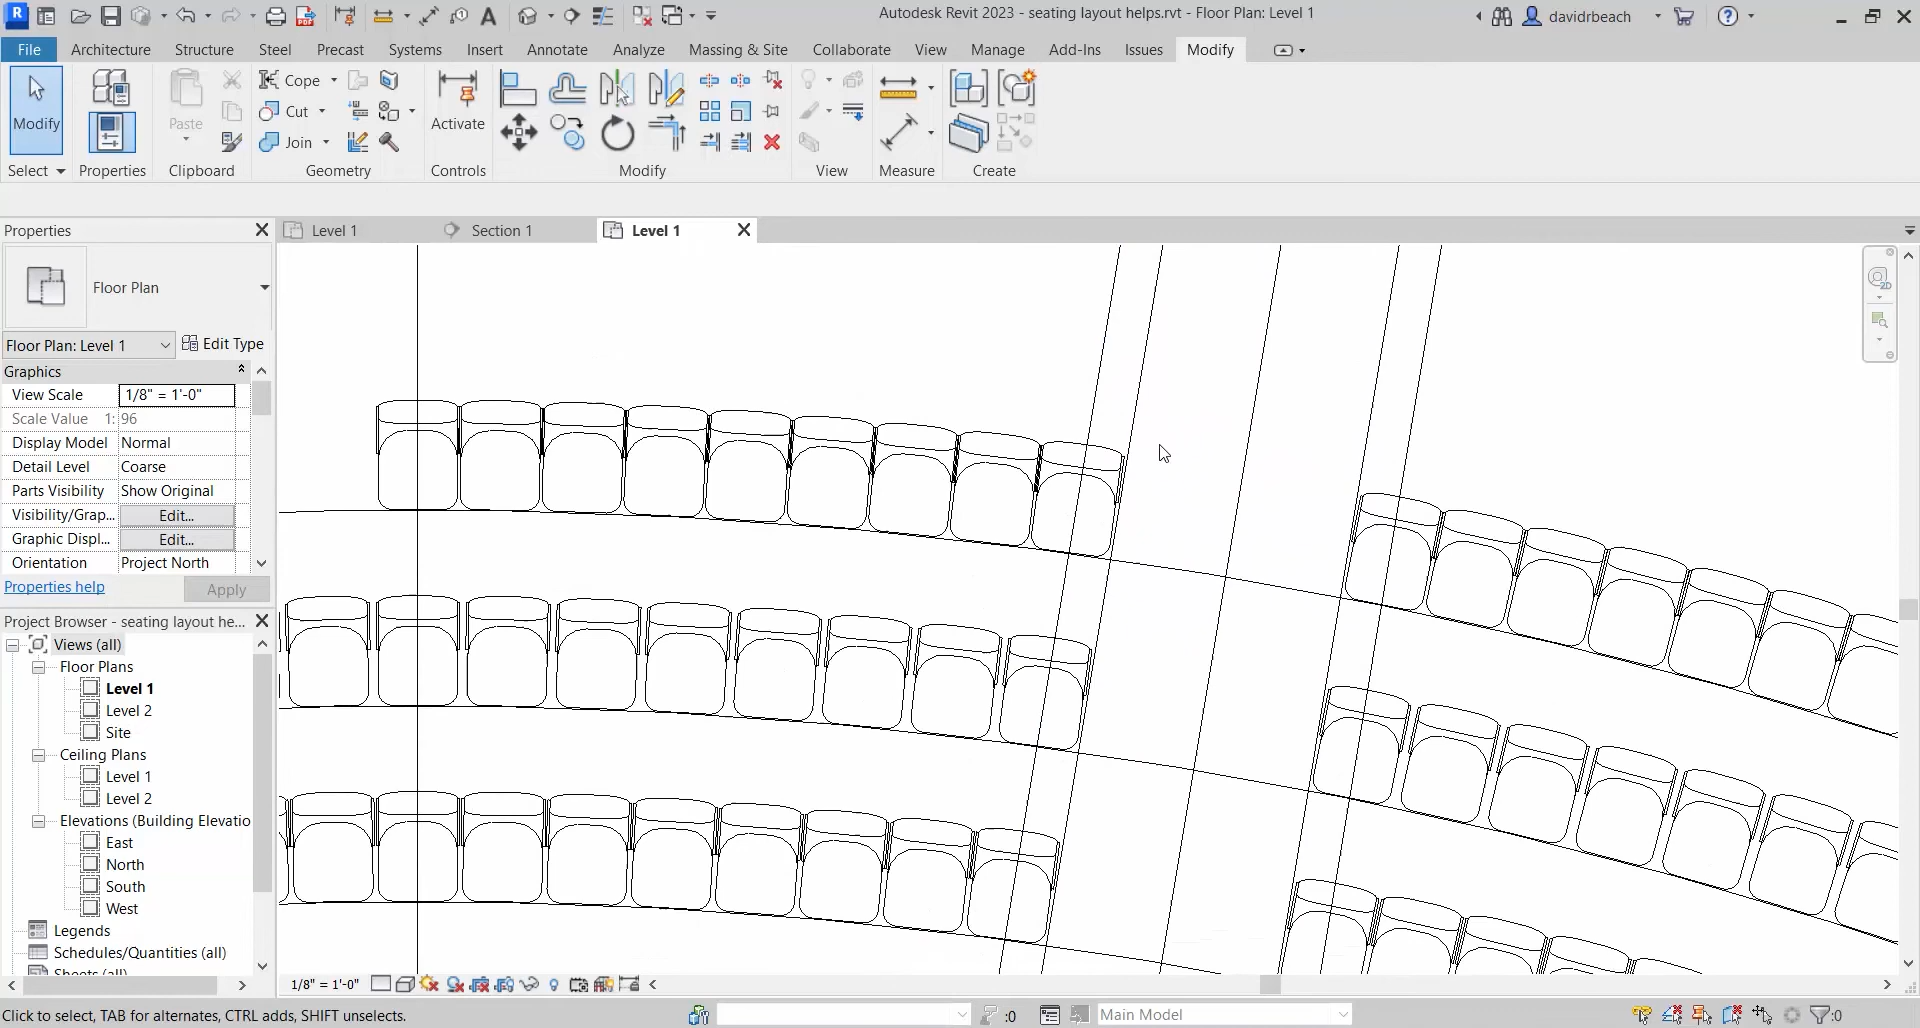 Autodesk Revit 2023 - seating layout helps.rvt - Floor Plan: Level 1
davidrbeach
File Architecture Structure Steel Precast Systems Insert Annotate Analyze Massing & Site Collaborate View Manage Add-Ins Issues Modify
Modify
Paste
Cope
Cut
Join
Activate
Select Properties Clipboard Geometry Controls Modify View Measure Create
Properties
Level 1
Section 1
Level 1
2D
Floor Plan
Floor Plan: Level 1
Edit Type
Graphics
View Scale 1/8" = 1'-0"
Scale Value 1: 96
Display Model Normal
Detail Level Coarse
Parts Visibility Show Original
Visibility/Grap... Edit...
Graphic Displ... Edit...
Orientation Project North
Properties help
Apply
Project Browser - seating layout he...
Views (all)
Floor Plans
Level 1
Level 2
Site
Ceiling Plans
Level 1
Level 2
Elevations (Building Elevatio
East
North
South
West
Legends
Schedules/Quantities (all)
Sheets (all)
1/8" = 1'-0"
Click to select, TAB for alternates, CTRL adds, SHIFT unselects.
:0
Main Model
:0